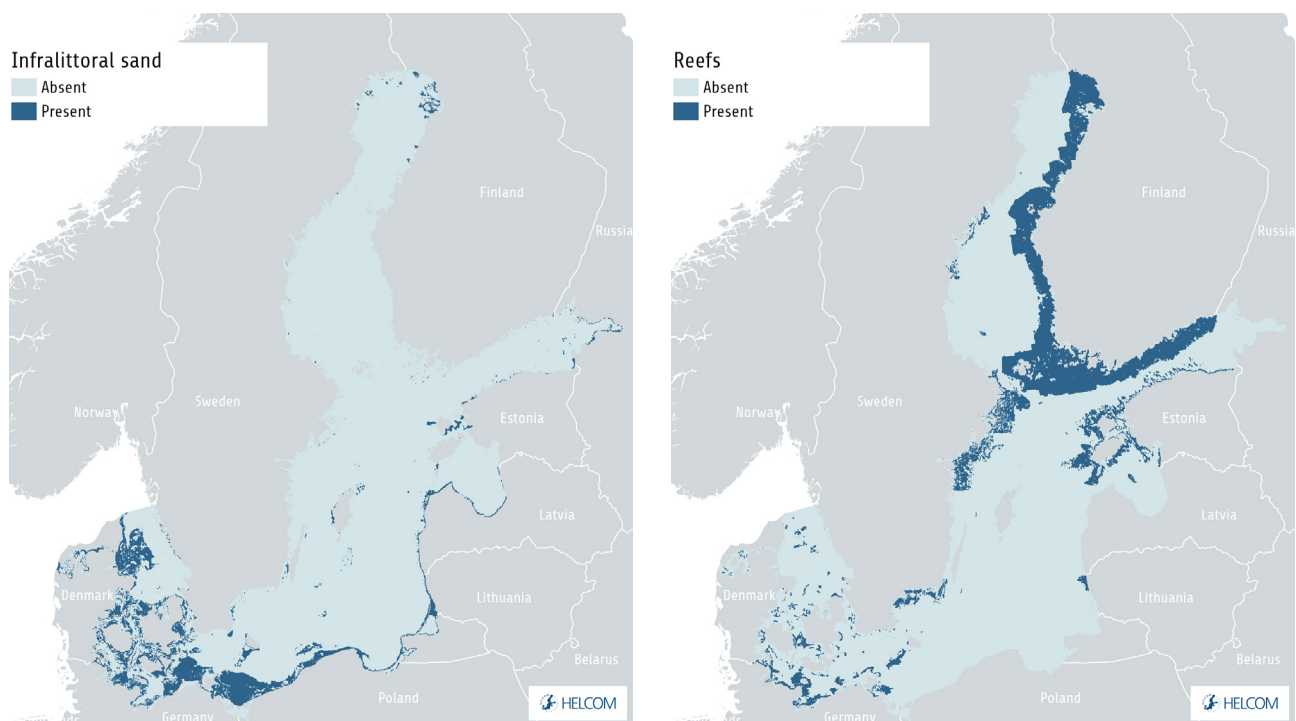 Infralittoral sand
Absent
Present
Finland
Russia
Norway
Sweden
Estonia
Latvia
Denmark
Lithuania
Belarus
Poland
Germany
HELCOM
Reefs
Absent
Present
Finland
Russia
Norway
Sweden
Estonia
Latvia
Denmark
Lithuania
Belarus
Poland
Germany
HELCOM